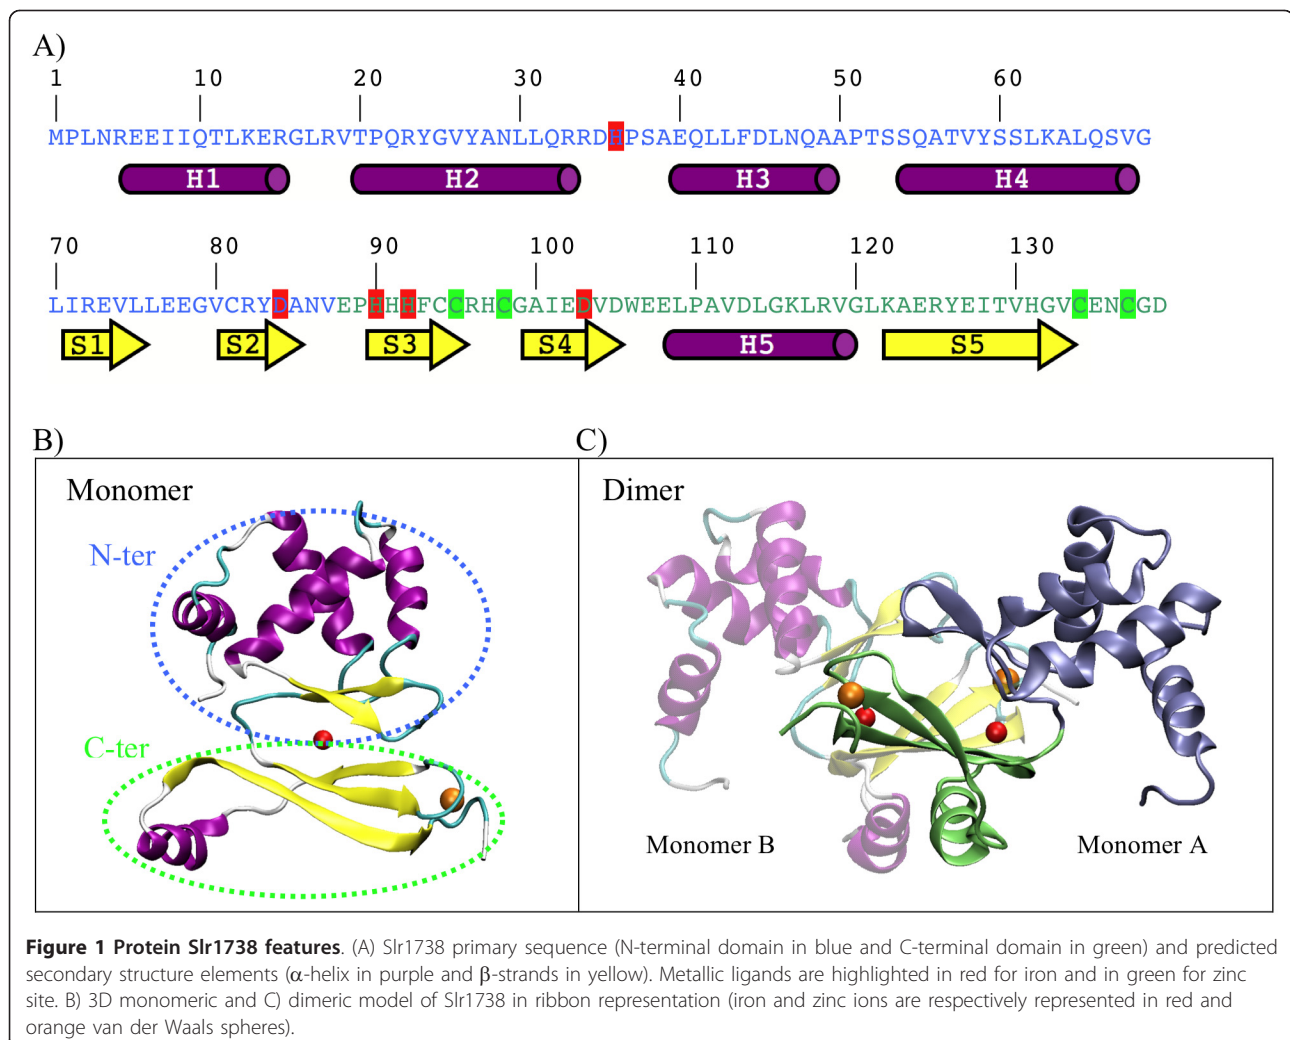 A)
1 10 20 30 40 50 60
MPLNREEIIQTLKERGLRVTPQRYGVYANLLQRRDHPSAEQLLFDLNQAAPTSSQATVYSSLKALQSVG
H1 H2 H3 H4
70 80 90 100 110 120 130
LIREVLLEEGVCRYDANVEPHHHFCCRHCGAIEDVDWEELPAVDLGKLRVGLKAERYEITVHGVCENCGD
S1 S2 S3 S4 H5 S5
B) C)
Monomer Dimer
N-ter
C-ter
Monomer B Monomer A
Figure 1 Protein Slr1738 features. (A) Slr1738 primary sequence (N-terminal domain in blue and C-terminal domain in green) and predicted
secondary structure elements (α-helix in purple and β-strands in yellow). Metallic ligands are highlighted in red for iron and in green for zinc
site. B) 3D monomeric and C) dimeric model of Slr1738 in ribbon representation (iron and zinc ions are respectively represented in red and
orange van der Waals spheres).